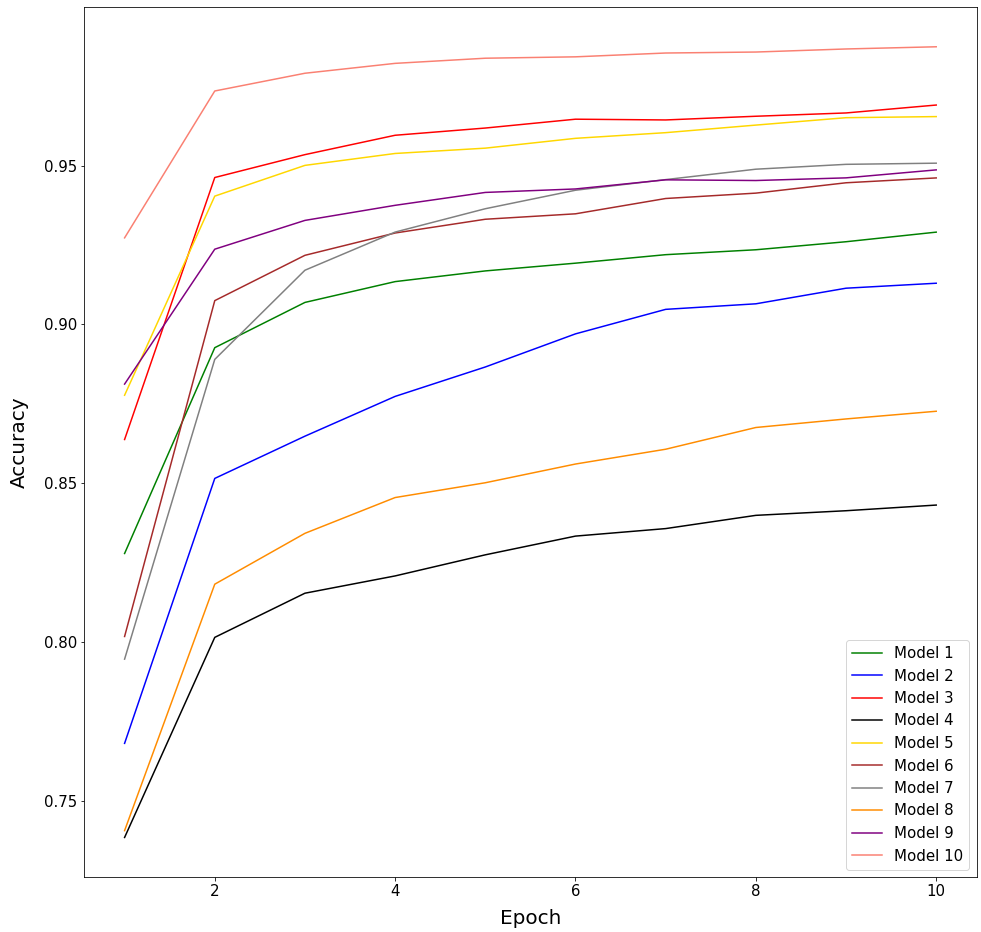 Accuracy
0.95
0.90
0.85
0.80
0.75
2 4 6 8 10
Epoch
Model 1
Model 2
Model 3
Model 4
Model 5
Model 6
Model 7
Model 8
Model 9
Model 10